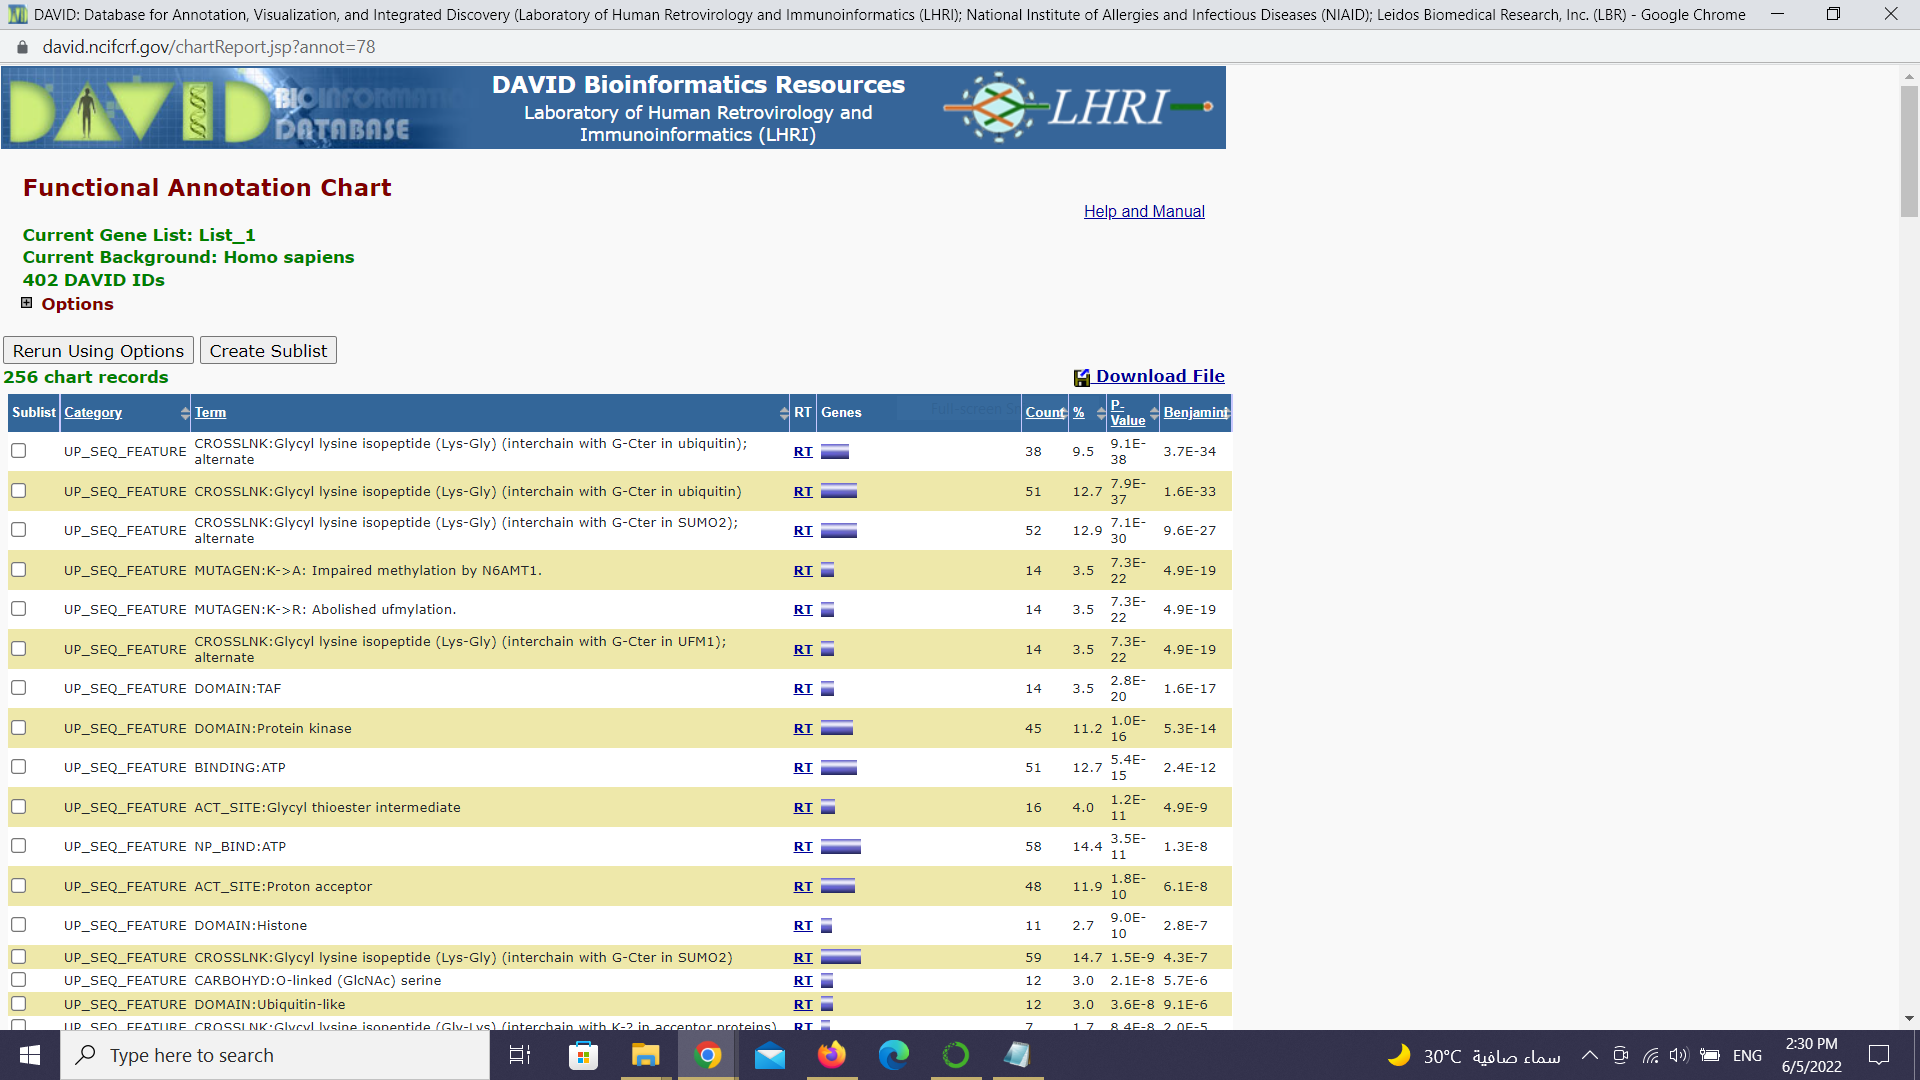 DAVID: Database for Annotation, Visualization, and Integrated Discovery (Laboratory of Human Retrovirology and Immunoinformatics (LHRI); National Institute of Allergies and Infectious Diseases (NIAID); Leidos Biomedical Research, Inc. (LBR) - Google Chrome
david.ncifcrf.gov/chartReport.jsp?annot=78
DAVID BIOINFORMATICS DATABASE
DAVID Bioinformatics Resources
Laboratory of Human Retrovirology and
Immunoinformatics (LHRI)
LHRI
Functional Annotation Chart
Help and Manual
Current Gene List: List_1
Current Background: Homo sapiens
402 DAVID IDs
Options
Rerun Using Options Create Sublist
256 chart records Download File
Sublist Category Term RT Genes Count % P-Value Benjamini
UP_SEQ_FEATURE CROSSLNK:Glycyl lysine isopeptide (Lys-Gly) (interchain with G-Cter in ubiquitin); alternate RT 38 9.5 9.1E-38 3.7E-34
UP_SEQ_FEATURE CROSSLNK:Glycyl lysine isopeptide (Lys-Gly) (interchain with G-Cter in ubiquitin) RT 51 12.7 7.9E-37 1.6E-33
UP_SEQ_FEATURE CROSSLNK:Glycyl lysine isopeptide (Lys-Gly) (interchain with G-Cter in SUMO2); alternate RT 52 12.9 7.1E-30 9.6E-27
UP_SEQ_FEATURE MUTAGEN:K->A: Impaired methylation by N6AMT1. RT 14 3.5 7.3E-22 4.9E-19
UP_SEQ_FEATURE MUTAGEN:K->R: Abolished ufmylation. RT 14 3.5 7.3E-22 4.9E-19
UP_SEQ_FEATURE CROSSLNK:Glycyl lysine isopeptide (Lys-Gly) (interchain with G-Cter in UFM1); alternate RT 14 3.5 7.3E-22 4.9E-19
UP_SEQ_FEATURE DOMAIN:TAF RT 14 3.5 2.8E-20 1.6E-17
UP_SEQ_FEATURE DOMAIN:Protein kinase RT 45 11.2 1.0E-16 5.3E-14
UP_SEQ_FEATURE BINDING:ATP RT 51 12.7 5.4E-15 2.4E-12
UP_SEQ_FEATURE ACT_SITE:Glycyl thioester intermediate RT 16 4.0 1.2E-11 4.9E-9
UP_SEQ_FEATURE NP_BIND:ATP RT 58 14.4 3.5E-11 1.3E-8
UP_SEQ_FEATURE ACT_SITE:Proton acceptor RT 48 11.9 1.8E-10 6.1E-8
UP_SEQ_FEATURE DOMAIN:Histone RT 11 2.7 9.0E-10 2.8E-7
UP_SEQ_FEATURE CROSSLNK:Glycyl lysine isopeptide (Lys-Gly) (interchain with G-Cter in SUMO2) RT 59 14.7 1.5E-9 4.3E-7
UP_SEQ_FEATURE CARBOHYD:O-linked (GlcNAc) serine RT 12 3.0 2.1E-8 5.7E-6
UP_SEQ_FEATURE DOMAIN:Ubiquitin-like RT 12 3.0 3.6E-8 9.1E-6
UP_SEQ_FEATURE CROSSLNK:Glycyl lysine isopeptide (Gly-Lys) (interchain with K-? in acceptor proteins) RT 7 1.7 8.4E-8 2.0E-5
Type here to search 30°C سماء صافية ENG 2:30 PM
6/5/2022